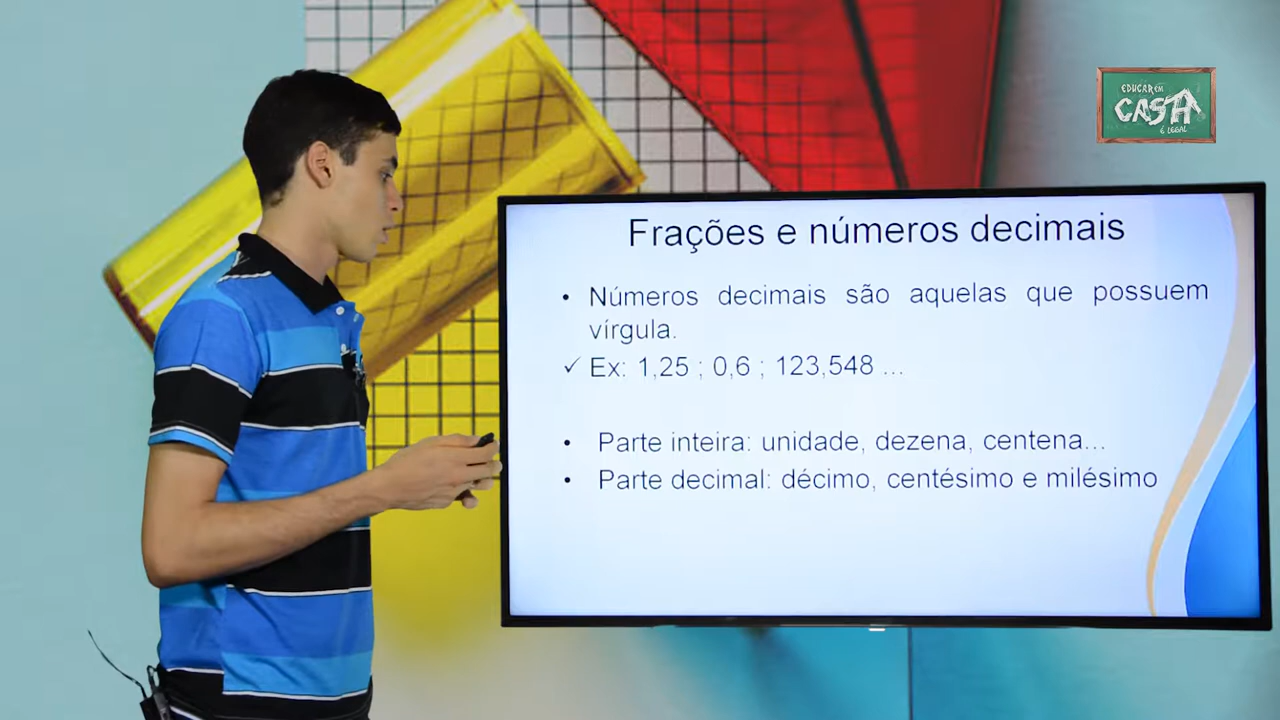 EDUCAR EM
CASA
É LEGAL
Frações e números decimais
• Números decimais são aquelas que possuem
vírgula.
✓ Ex: 1,25 ; 0,6 ; 123,548 ...
• Parte inteira: unidade, dezena, centena...
• Parte decimal: décimo, centésimo e milésimo